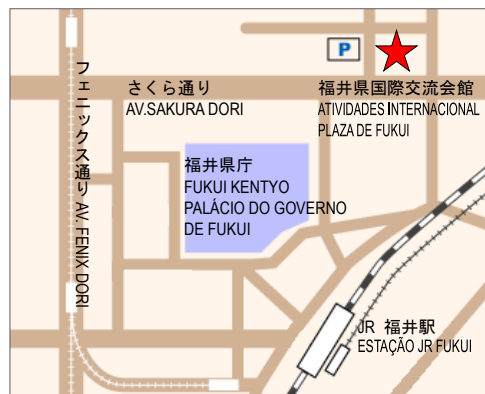 P
さくら通り
AV.SAKURA DORI
福井県国際交流会館
ATIVIDADES INTERNACIONAL
PLAZA DE FUKUI
フェニックス通り AV. FENIX DORI
福井県庁
FUKUI KENTYO
PALÁCIO DO GOVERNO
DE FUKUI
JR 福井駅
ESTAÇÃO JR FUKUI